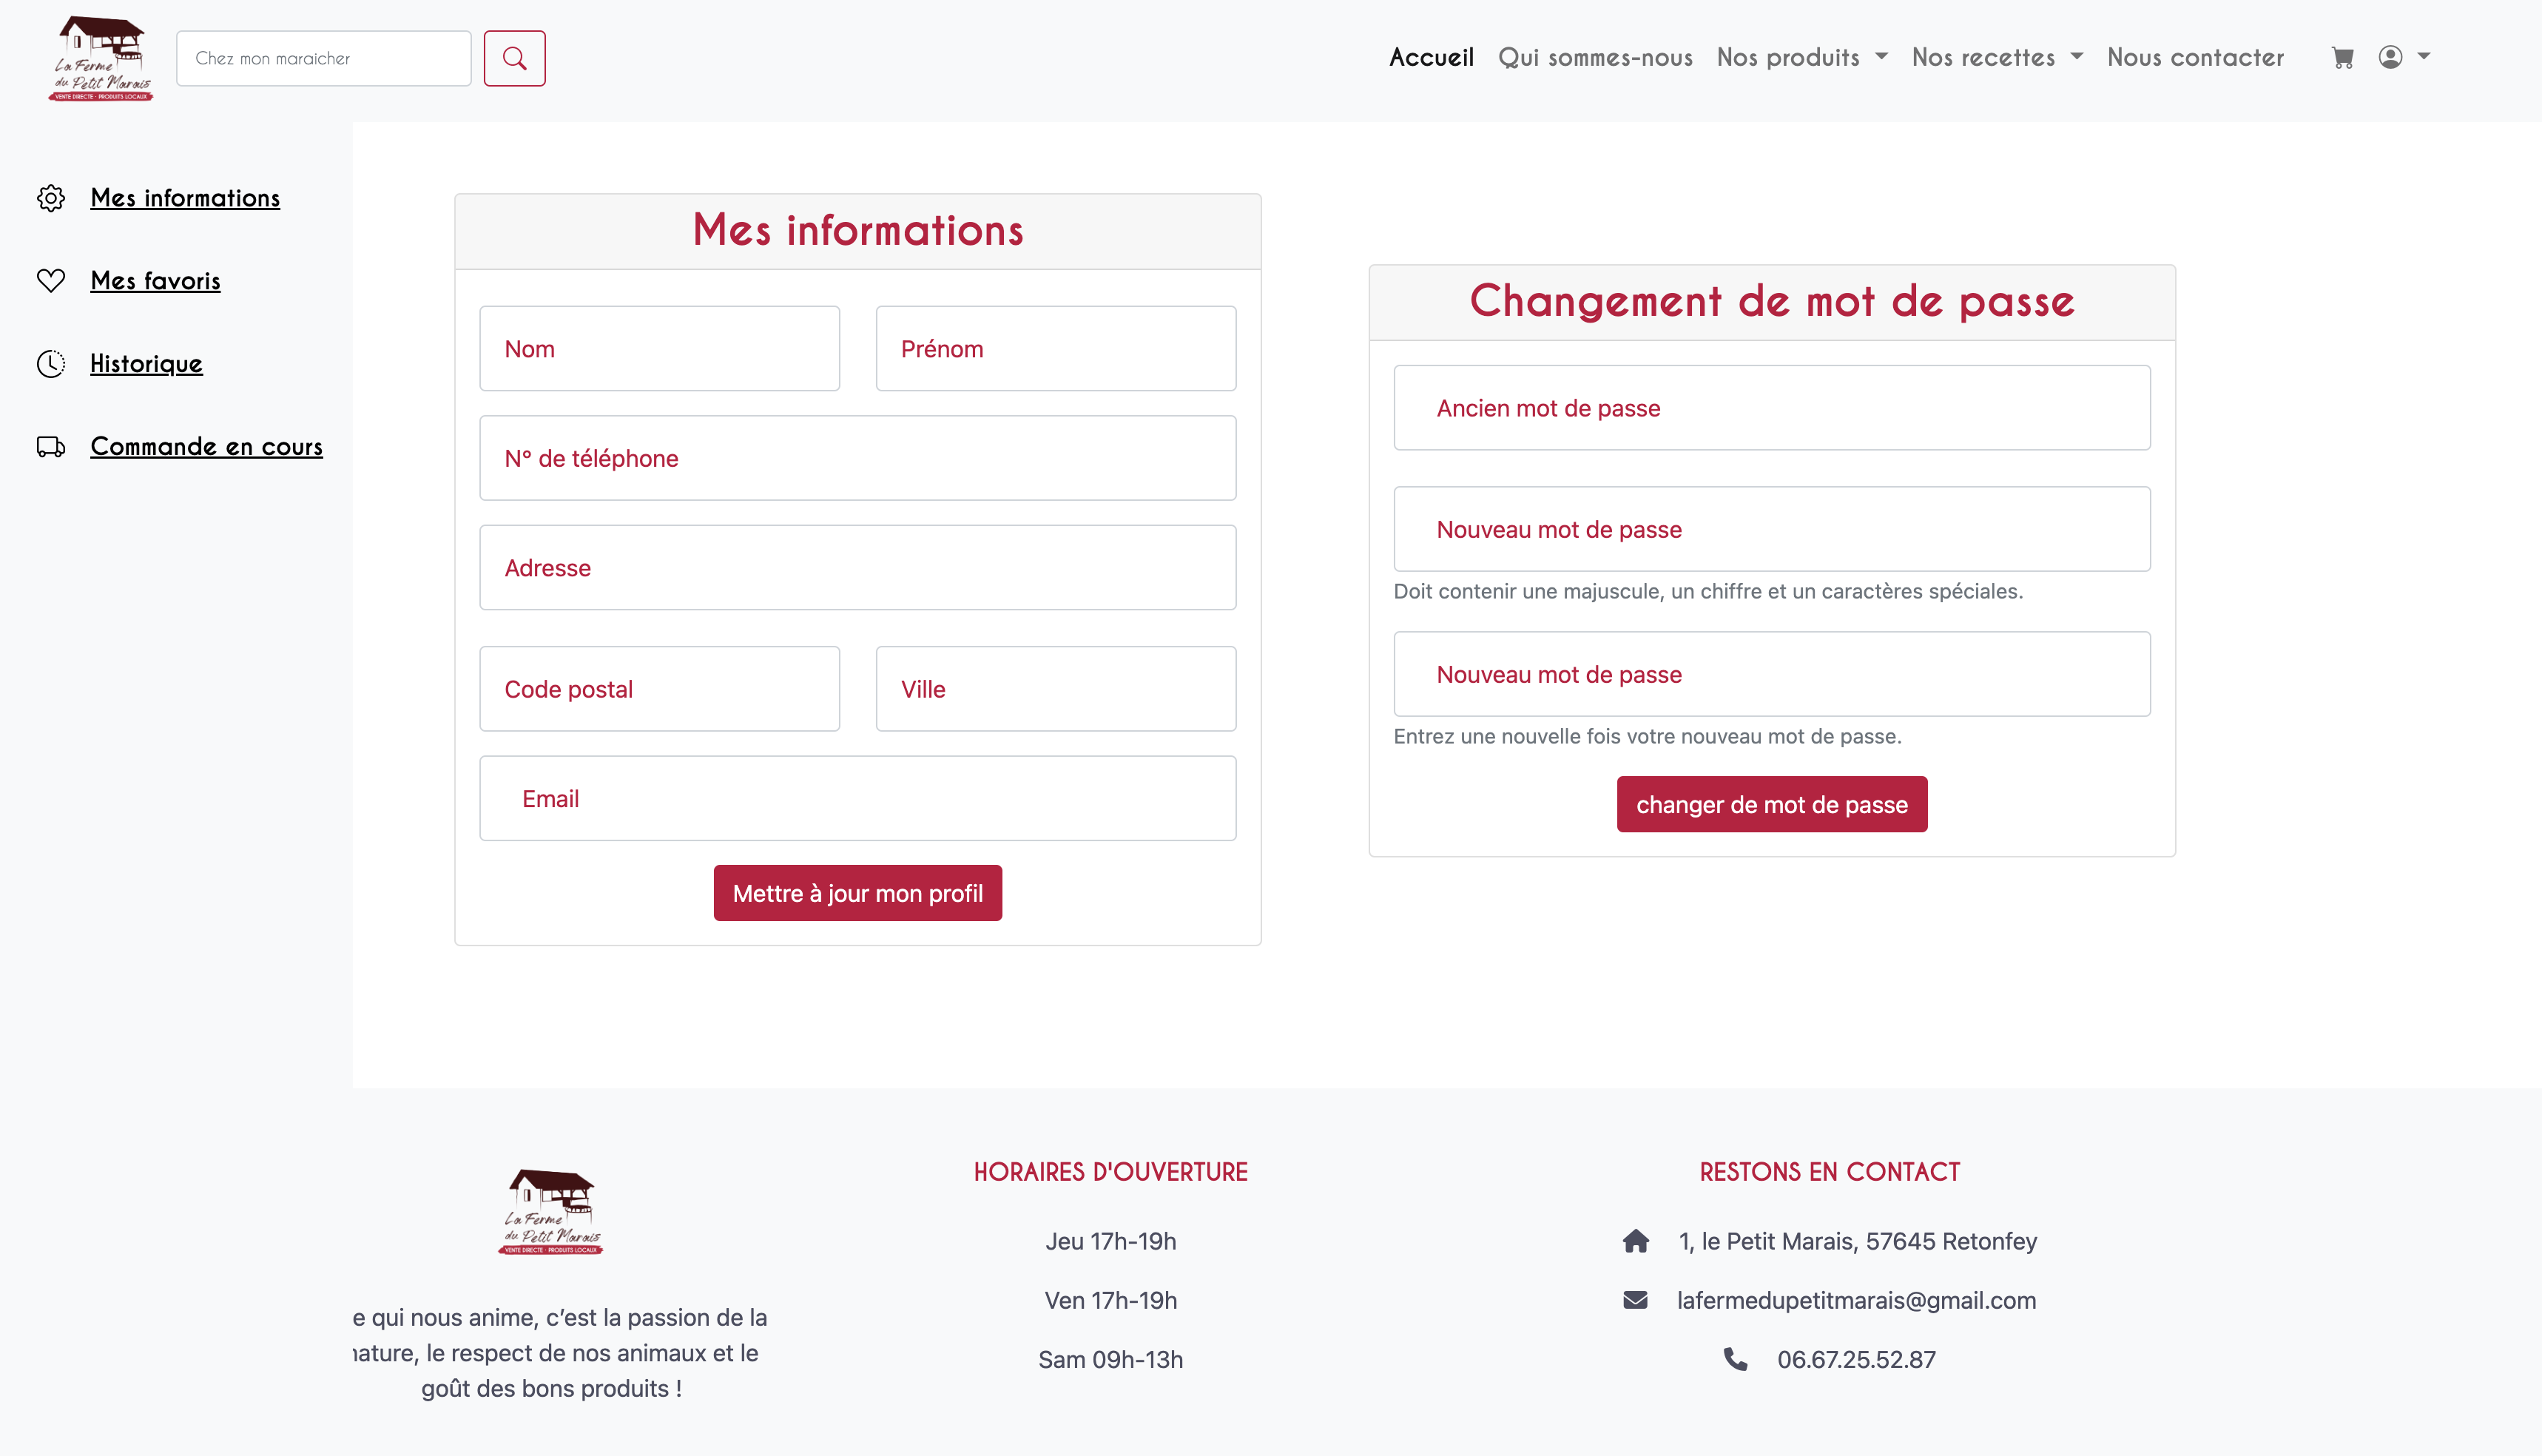 La Ferme
du Petit Marais
VENTE DIRECTE - PRODUITS LOCAUX
Chez mon maraicher
Accueil Qui sommes-nous Nos produits Nos recettes Nous contacter
Mes informations
Mes favoris
Historique
Commande en cours
Mes informations
Nom Prénom
N° de téléphone
Adresse
Code postal Ville
Email
Mettre à jour mon profil
Changement de mot de passe
Ancien mot de passe
Nouveau mot de passe
Doit contenir une majuscule, un chiffre et un caractères spéciales.
Nouveau mot de passe
Entrez une nouvelle fois votre nouveau mot de passe.
changer de mot de passe
La Ferme
du Petit Marais
VENTE DIRECTE - PRODUITS LOCAUX
e qui nous anime, c’est la passion de la
nature, le respect de nos animaux et le
goût des bons produits !
HORAIRES D'OUVERTURE
Jeu 17h-19h
Ven 17h-19h
Sam 09h-13h
RESTONS EN CONTACT
1, le Petit Marais, 57645 Retonfey
lafermedupetitmarais@gmail.com
06.67.25.52.87